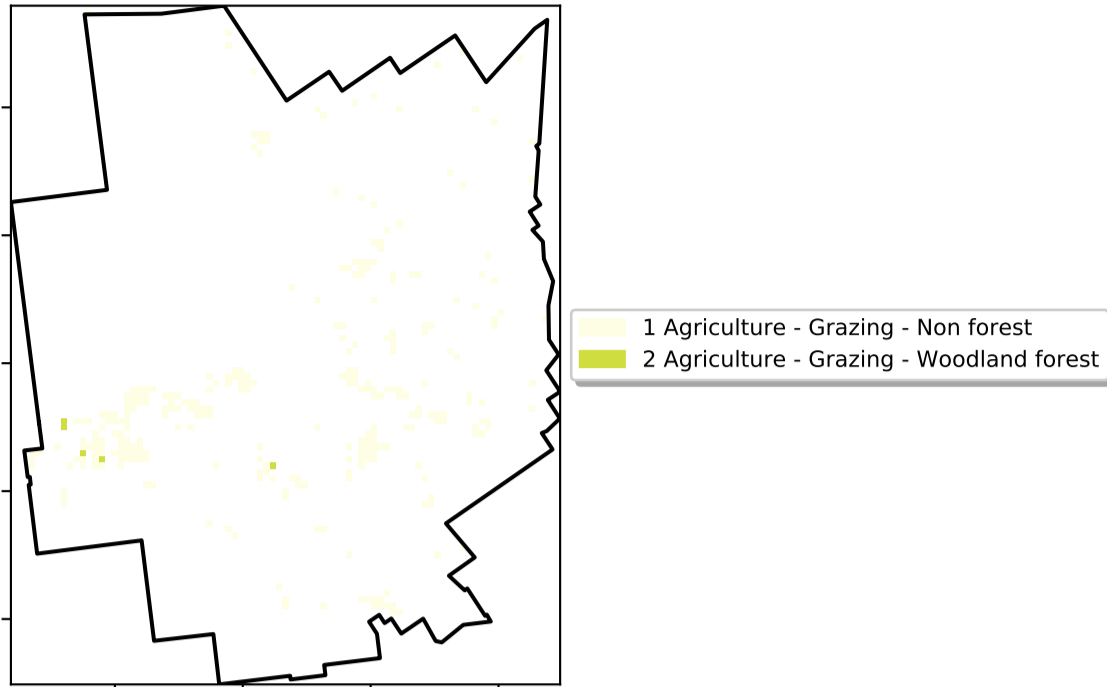 1 Agriculture - Grazing - Non forest
2 Agriculture - Grazing - Woodland forest